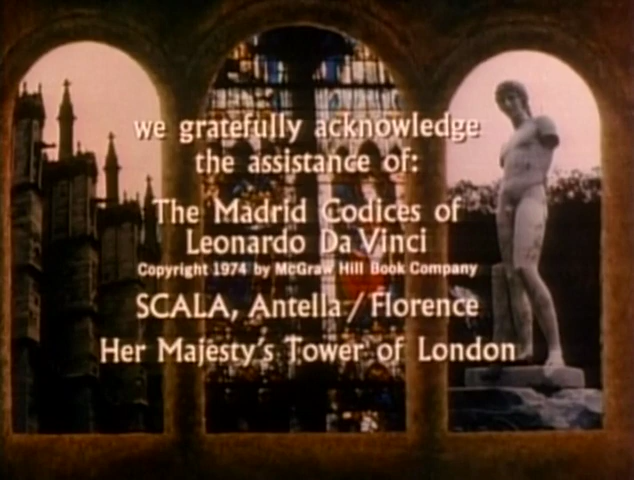 we gratefully acknowledge
the assistance of:
The Madrid Codices of
Leonardo Da Vinci
Copyright 1974 by McGraw Hill Book Company
SCALA, Antella / Florence
Her Majesty's Tower of London